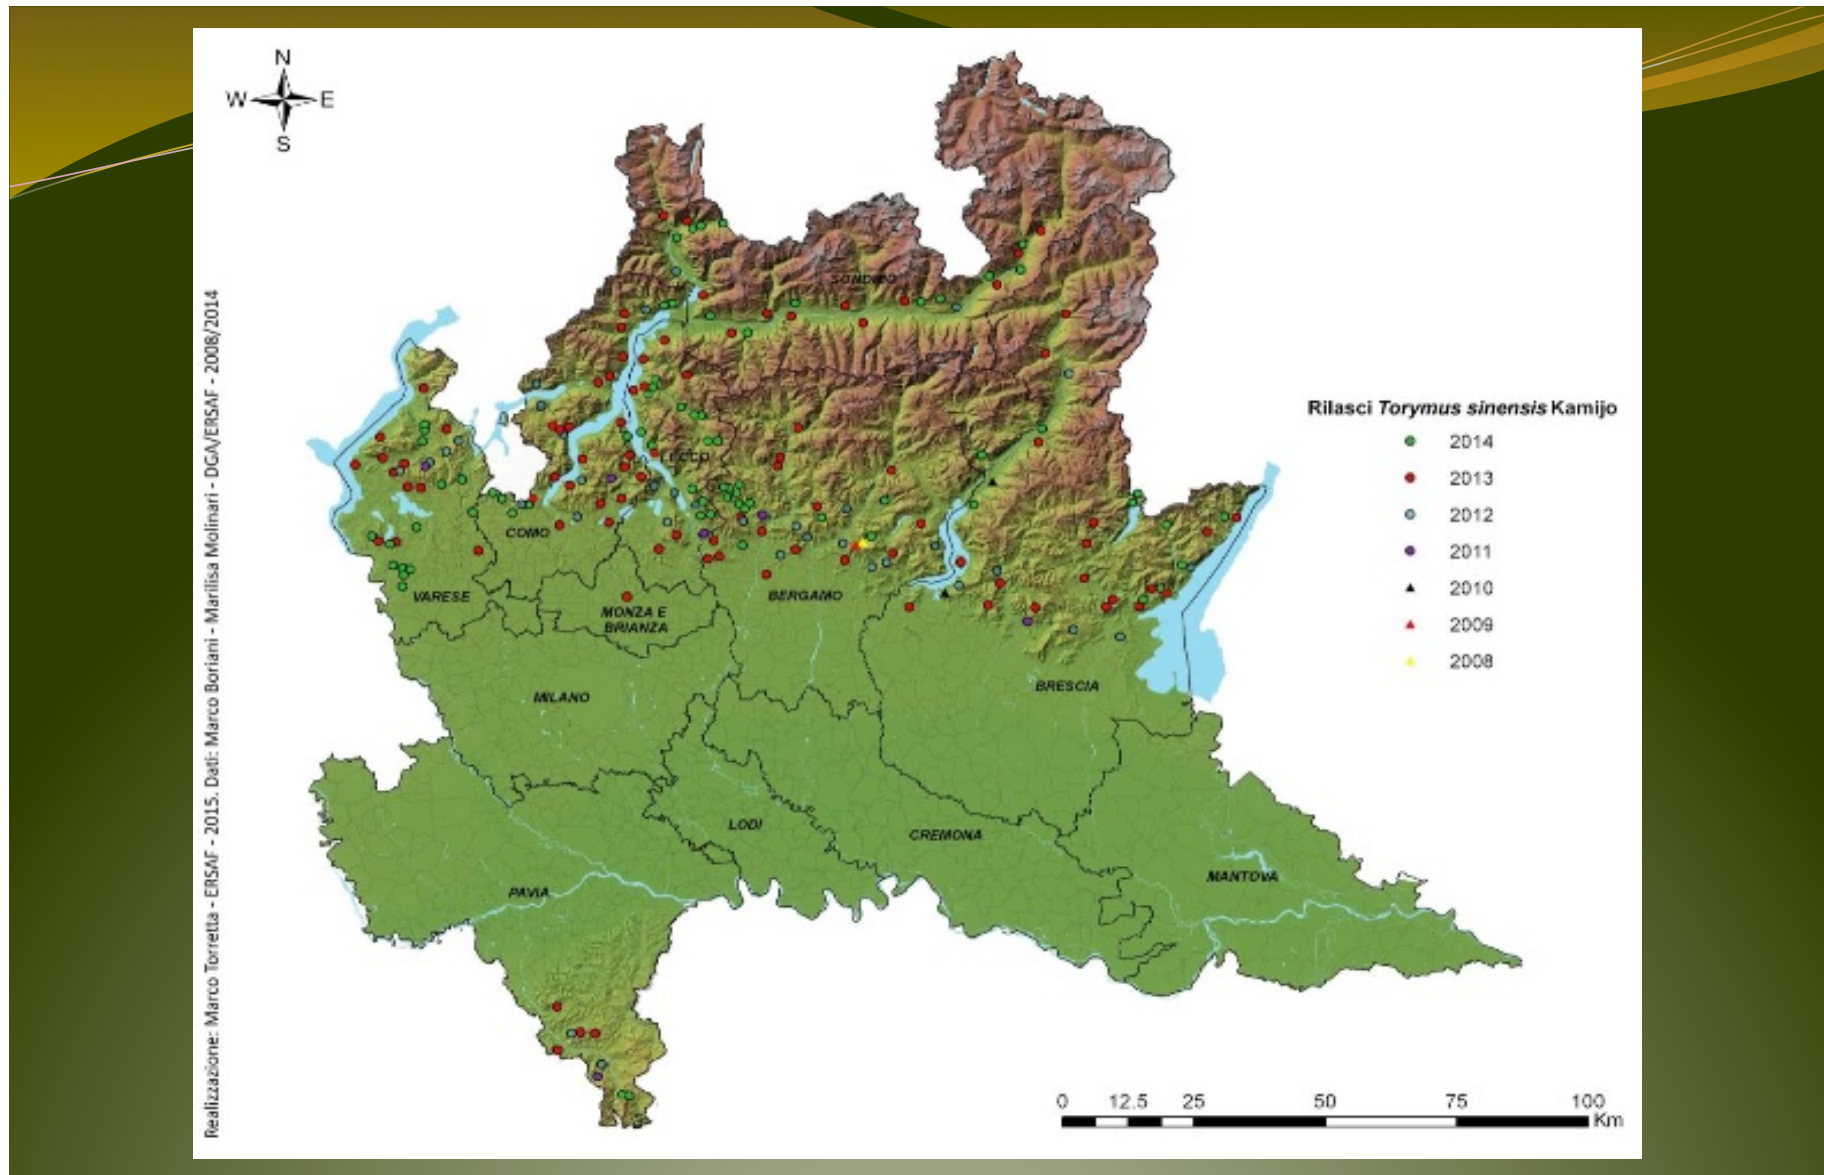 N
W E
S
Realizzazione: Marco Torretta - ERSAF - 2015. Dati: Marco Boriani - Marilisa Molinari - DGA/ERSAF - 2008/2014
SONDRIO
LECCO
COMO
VARESE
MONZA E
BRIANZA
BERGAMO
MILANO
BRESCIA
LODI
CREMONA
PAVIA
MANTOVA
Rilasci Torymus sinensis Kamijo
2014
2013
2012
2011
2010
2009
2008
0 12.5 25 50 75 100
Km